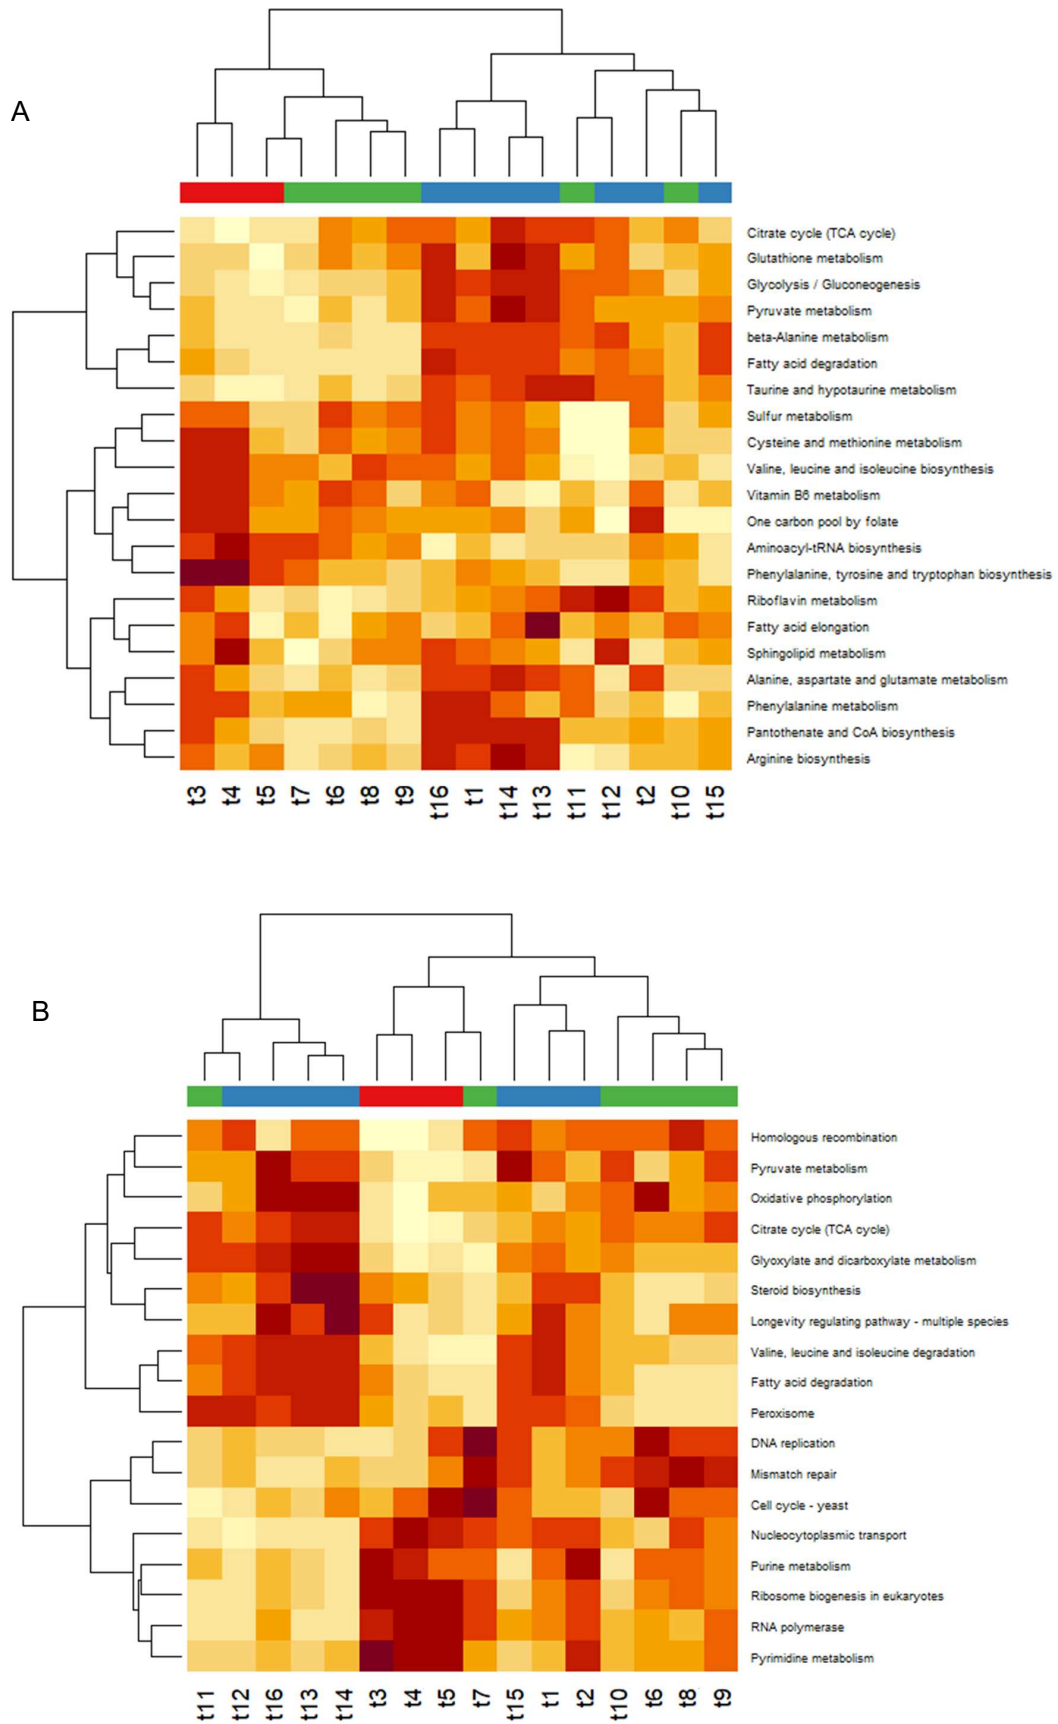 A
Citrate cycle (TCA cycle)
Glutathione metabolism
Glycolysis / Gluconeogenesis
Pyruvate metabolism
beta-Alanine metabolism
Fatty acid degradation
Taurine and hypotaurine metabolism
Sulfur metabolism
Cysteine and methionine metabolism
Valine, leucine and isoleucine biosynthesis
Vitamin B6 metabolism
One carbon pool by folate
Aminoacyl-tRNA biosynthesis
Phenylalanine, tyrosine and tryptophan biosynthesis
Riboflavin metabolism
Fatty acid elongation
Sphingolipid metabolism
Alanine, aspartate and glutamate metabolism
Phenylalanine metabolism
Pantothenate and CoA biosynthesis
Arginine biosynthesis
t3 t4 t5 t7 t6 t8 t9 t16 t1 t14 t13 t11 t12 t2 t10 t15
B
Homologous recombination
Pyruvate metabolism
Oxidative phosphorylation
Citrate cycle (TCA cycle)
Glyoxylate and dicarboxylate metabolism
Steroid biosynthesis
Longevity regulating pathway - multiple species
Valine, leucine and isoleucine degradation
Fatty acid degradation
Peroxisome
DNA replication
Mismatch repair
Cell cycle - yeast
Nucleocytoplasmic transport
Purine metabolism
Ribosome biogenesis in eukaryotes
RNA polymerase
Pyrimidine metabolism
t11 t12 t16 t13 t14 t3 t4 t5 t7 t15 t1 t2 t10 t6 t8 t9